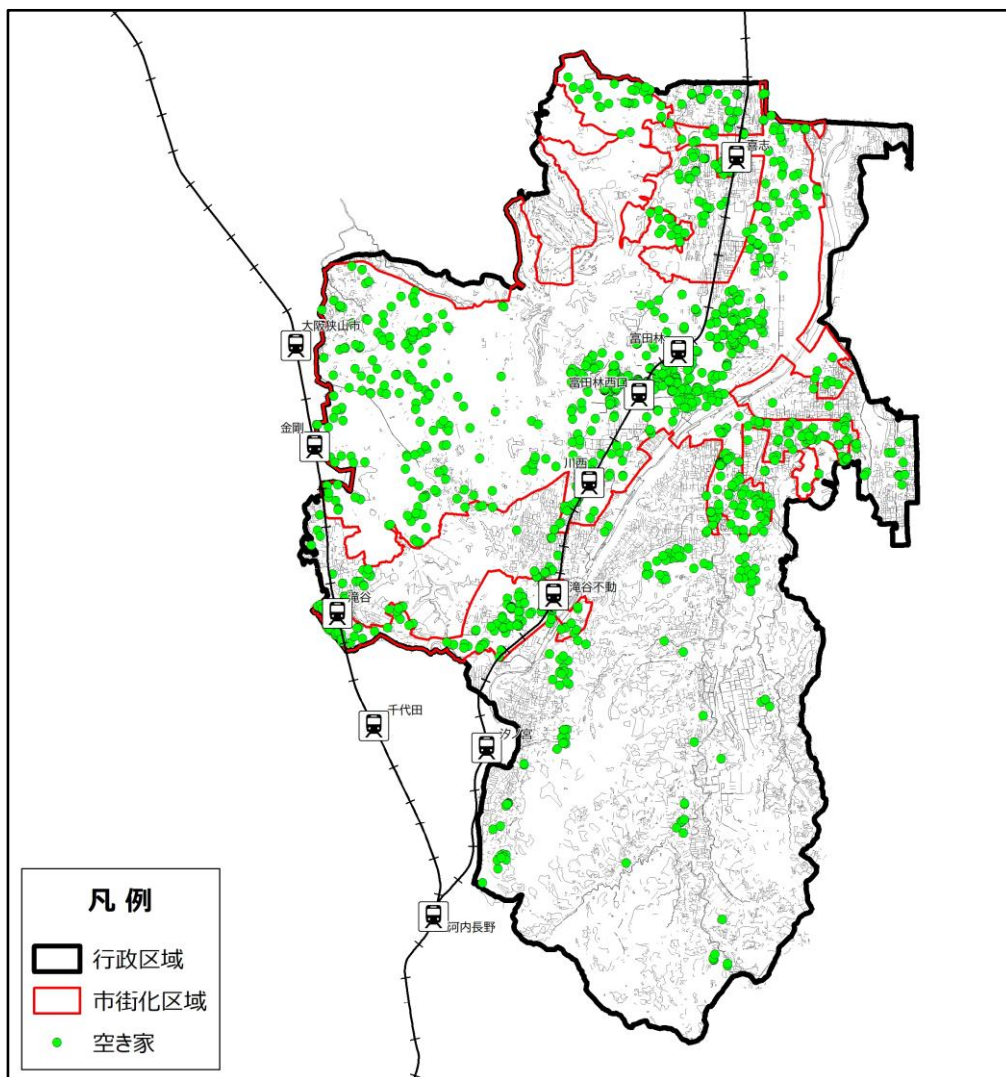 喜志
大阪狭山市
富田林
富田林西口
金剛
川西
滝谷不動
滝谷
千代田
汐ノ宮
河内長野
凡 例
行政区域
市街化区域
空き家